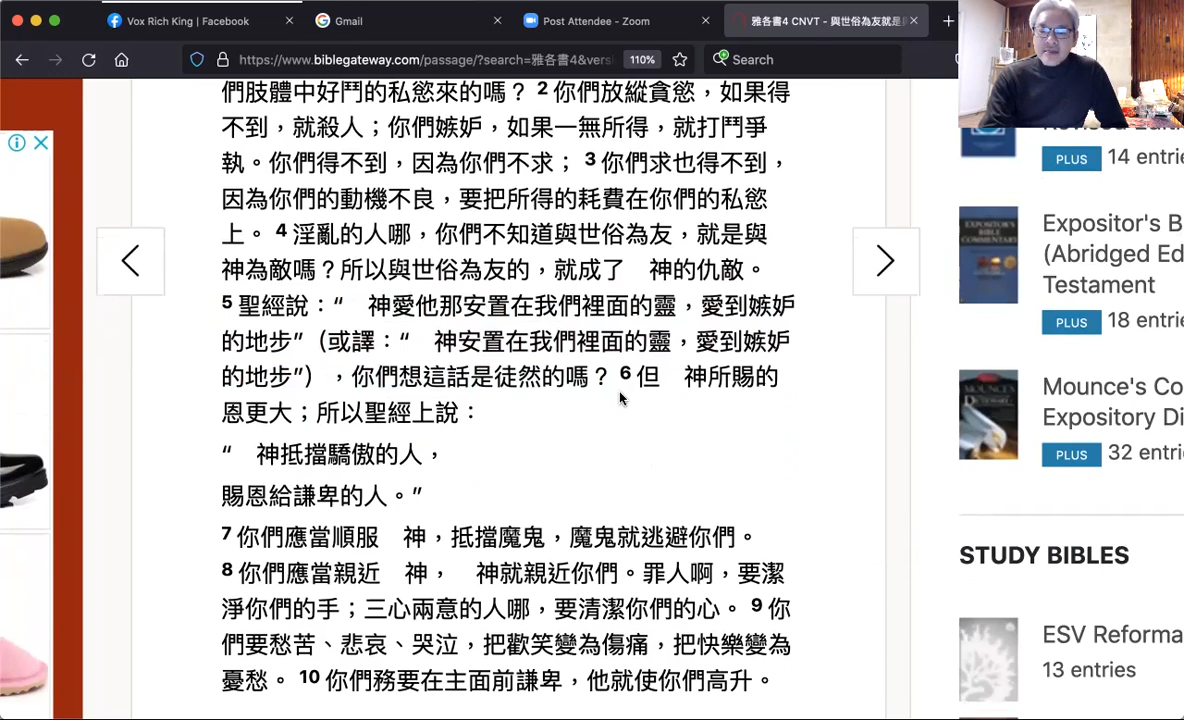 Vox Rich King | Facebook
Gmail
Post Attendee - Zoom
雅各書4 CNVT - 與世俗為友就是
https://www.biblegateway.com/passage/?search=雅各書4&vers
110%
Search
們肢體中好鬥的私慾來的嗎？ 2 你們放縱貪慾，如果得
不到，就殺人；你們嫉妒，如果一無所得，就打鬥爭
執。你們得不到，因為你們不求； 3 你們求也得不到，
因為你們的動機不良，要把所得的耗費在你們的私慾
上。 4 淫亂的人哪，你們不知道與世俗為友，就是與
神為敵嗎？所以與世俗為友的，就成了　神的仇敵。
5 聖經說：“　神愛他那安置在我們裡面的靈，愛到嫉妒
的地步”（或譯：“　神安置在我們裡面的靈，愛到嫉妒
的地步”），你們想這話是徒然的嗎？ 6 但　神所賜的
恩更大；所以聖經上說：
“　神抵擋驕傲的人，
賜恩給謙卑的人。”
7 你們應當順服　神，抵擋魔鬼，魔鬼就逃避你們。
8 你們應當親近　神，　神就親近你們。罪人啊，要潔
淨你們的手；三心兩意的人哪，要清潔你們的心。 9 你
們要愁苦、悲哀、哭泣，把歡笑變為傷痛，把快樂變為
憂愁。 10 你們務要在主面前謙卑，他就使你們高升。
PLUS 14 entrie
Expositor's B
(Abridged Ed
Testament
PLUS 18 entrie
Mounce's Co
Expository Di
PLUS 32 entri
STUDY BIBLES
ESV Reforma
13 entries